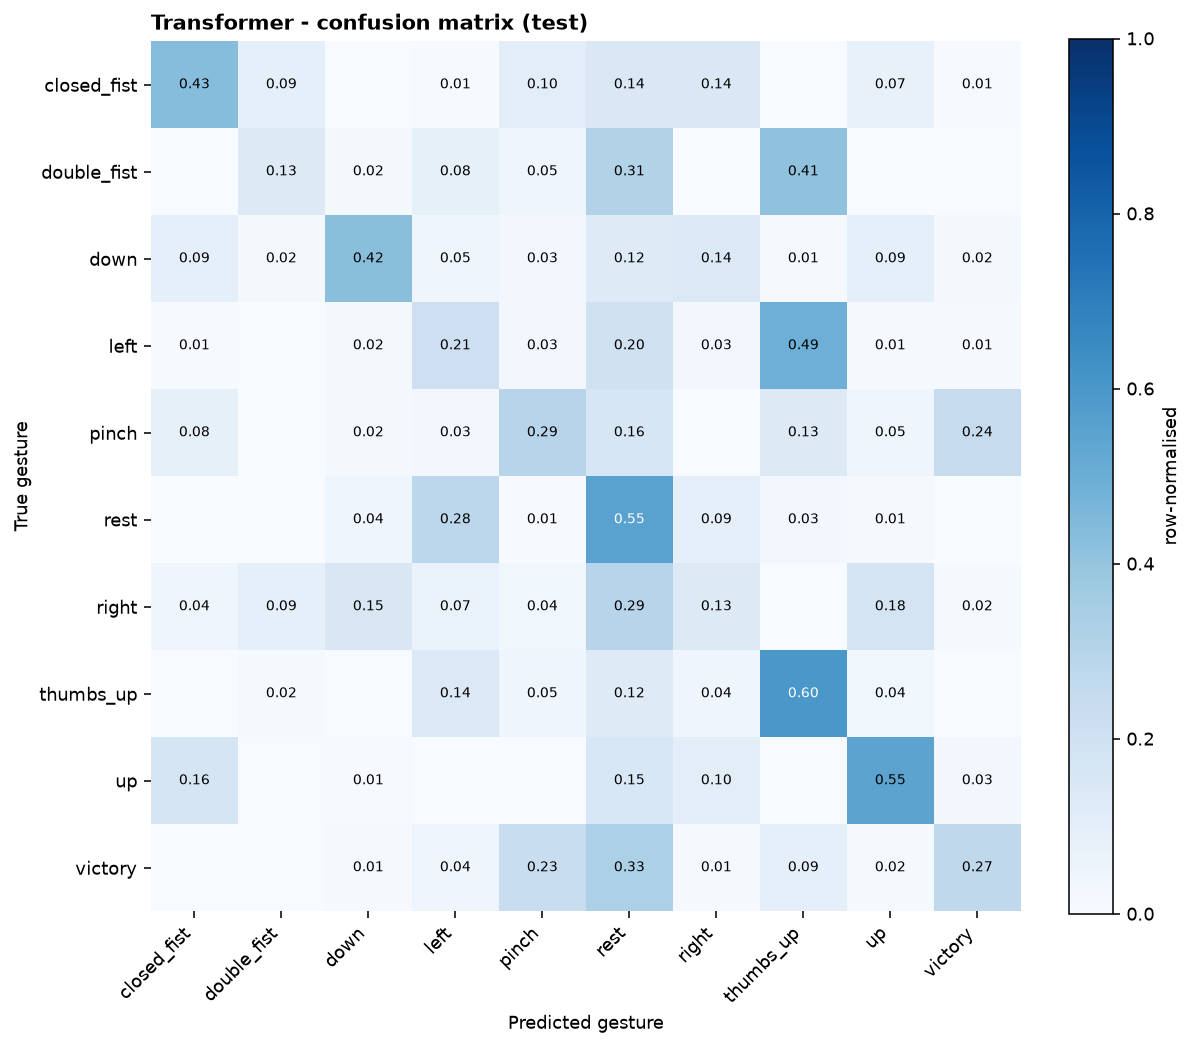 Transformer - confusion matrix (test)
closed_fist 0.43 0.09 0.01 0.10 0.14 0.14 0.07 0.01
double_fist 0.13 0.02 0.08 0.05 0.31 0.41
down 0.09 0.02 0.42 0.05 0.03 0.12 0.14 0.01 0.09 0.02
left 0.01 0.02 0.21 0.03 0.20 0.03 0.49 0.01 0.01
pinch 0.08 0.02 0.03 0.29 0.16 0.13 0.05 0.24
rest 0.04 0.28 0.01 0.55 0.09 0.03 0.01
right 0.04 0.09 0.15 0.07 0.04 0.29 0.13 0.18 0.02
thumbs_up 0.02 0.14 0.05 0.12 0.04 0.60 0.04
up 0.16 0.01 0.15 0.10 0.55 0.03
victory 0.01 0.04 0.23 0.33 0.01 0.09 0.02 0.27
closed_fist double_fist down left pinch rest right thumbs_up up victory
Predicted gesture
True gesture
1.0
0.8
0.6
0.4
0.2
0.0
row-normalised